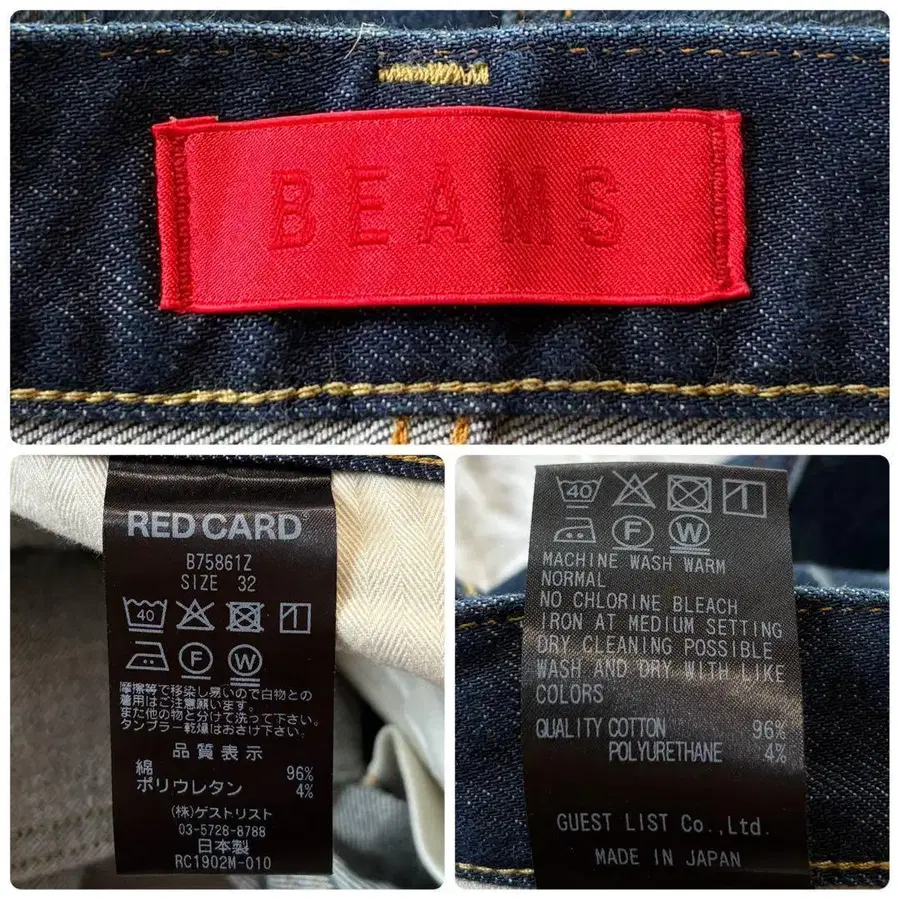 BEAMS
RED CARD
B75861Z
SIZE 32
40
F
W
摩擦等で移染し易いので白物との
着用はご注意願います。
また他の物と分けて洗って下さい。
タンブラー乾燥はおさけ下さい。
品質表示
綿 96%
ポリウレタン 4%
(株)ゲストリスト
03-5728-8788
日本製
RC1902M-010
40
F
W
MACHINE WASH WARM
NORMAL
NO CHLORINE BLEACH
IRON AT MEDIUM SETTING
DRY CLEANING POSSIBLE
WASH AND DRY WITH LIKE
COLORS
QUALITY COTTON 96%
POLYURETHANE 4%
GUEST LIST Co.,Ltd.
MADE IN JAPAN